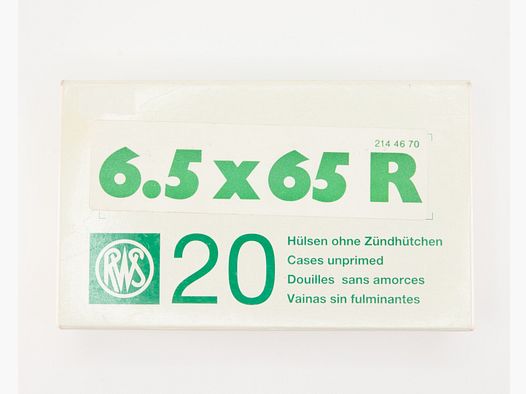 214 46 70
6.5 x 65 R
RWS
20
Hülsen ohne Zündhütchen
Cases unprimed
Douilles sans amorces
Vainas sin fulminantes